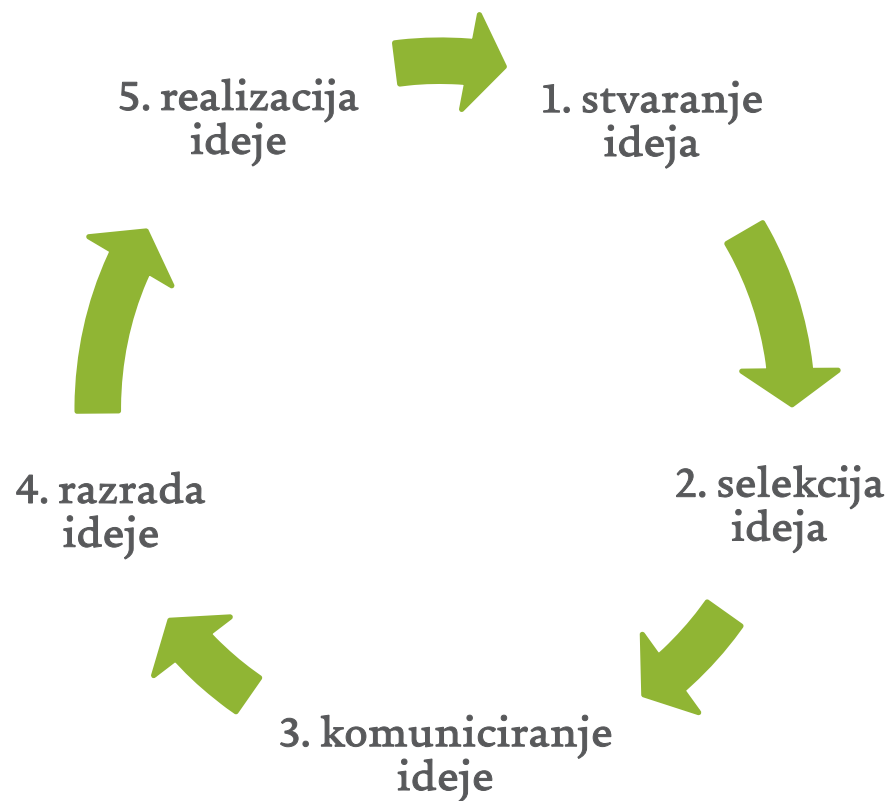 1. stvaranje
ideja
2. selekcija
ideja
3. komuniciranje
ideje
4. razrada
ideje
5. realizacija
ideje